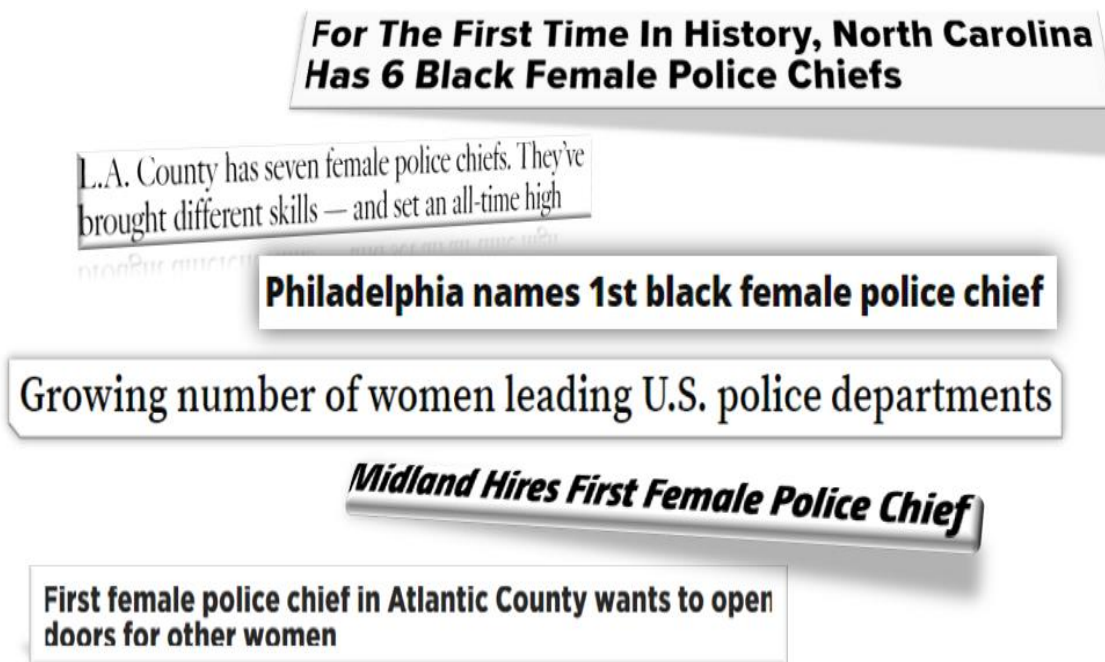 For The First Time In History, North Carolina
Has 6 Black Female Police Chiefs
L.A. County has seven female police chiefs. They've
brought different skills — and set an all-time high
Philadelphia names 1st black female police chief
Growing number of women leading U.S. police departments
Midland Hires First Female Police Chief
First female police chief in Atlantic County wants to open
doors for other women